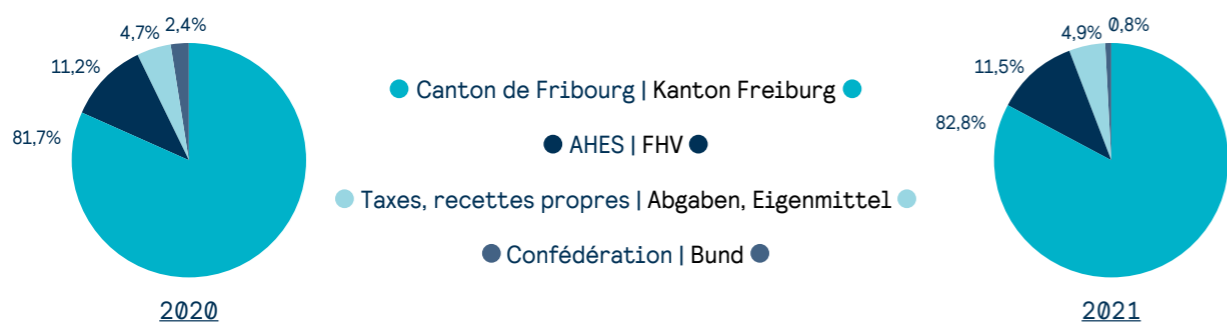 2,4%
4,7%
11,2%
81,7%
2020
Canton de Fribourg | Kanton Freiburg
AHES | FHV
Taxes, recettes propres | Abgaben, Eigenmittel
Confédération | Bund
0,8%
4,9%
11,5%
82,8%
2021